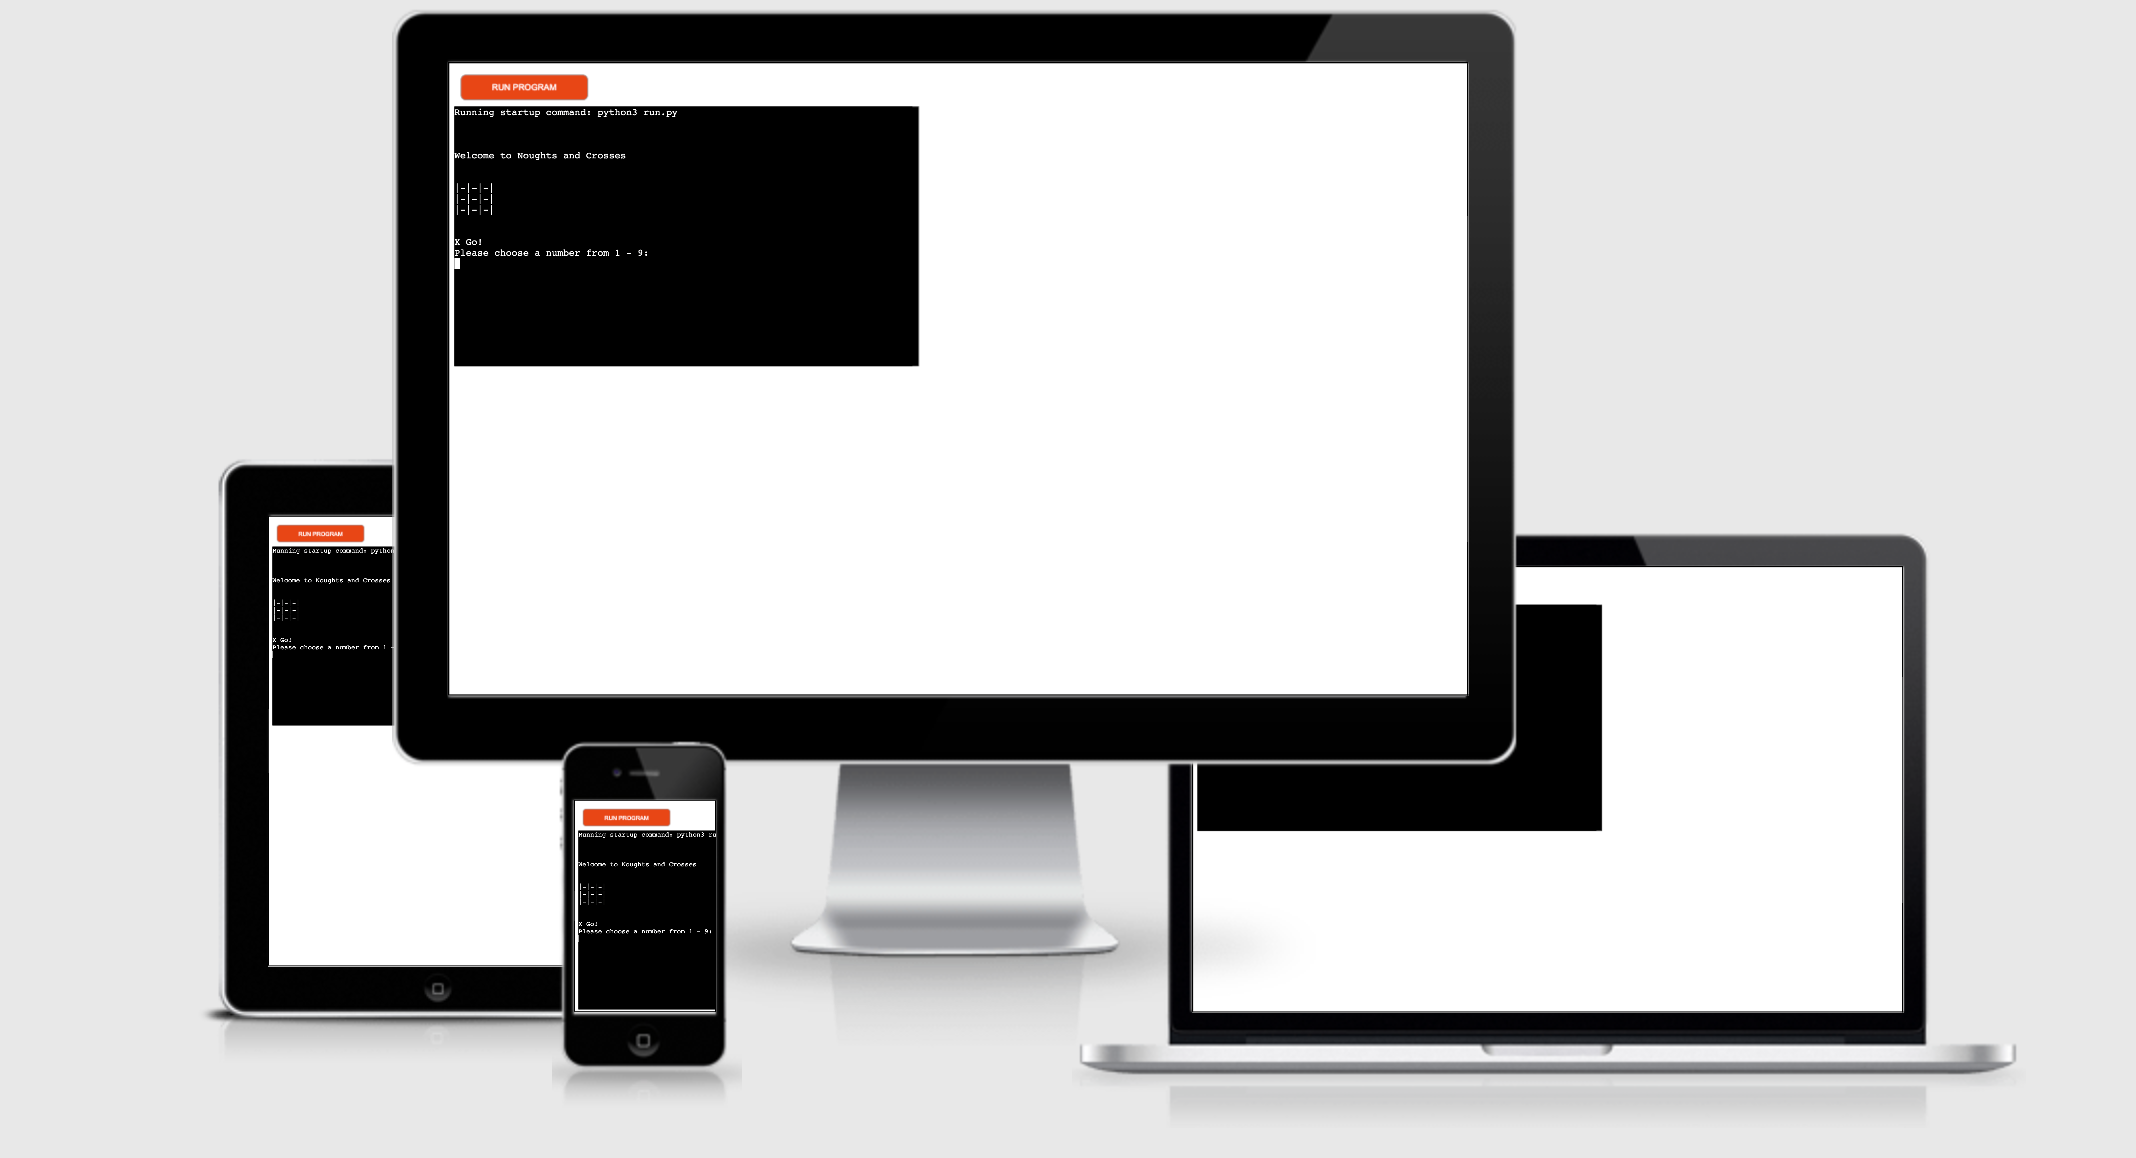 RUN PROGRAM
Running startup command: python3 run.py
Welcome to Noughts and Crosses
|-|-|-|
|-|-|-|
|-|-|-|
X Go!
Please choose a number from 1 - 9:
RUN PROGRAM
Running startup command: python
Welcome to Noughts and Crosses
|-|-|-
|-|-|-
|-|-|-
X Go!
Please choose a number from 1 -
RUN PROGRAM
Running startup command: python3 ru
Welcome to Noughts and Crosses
|-|-|-
|-|-|-
|-|-|-
X Go!
Please choose a number from 1 - 9: